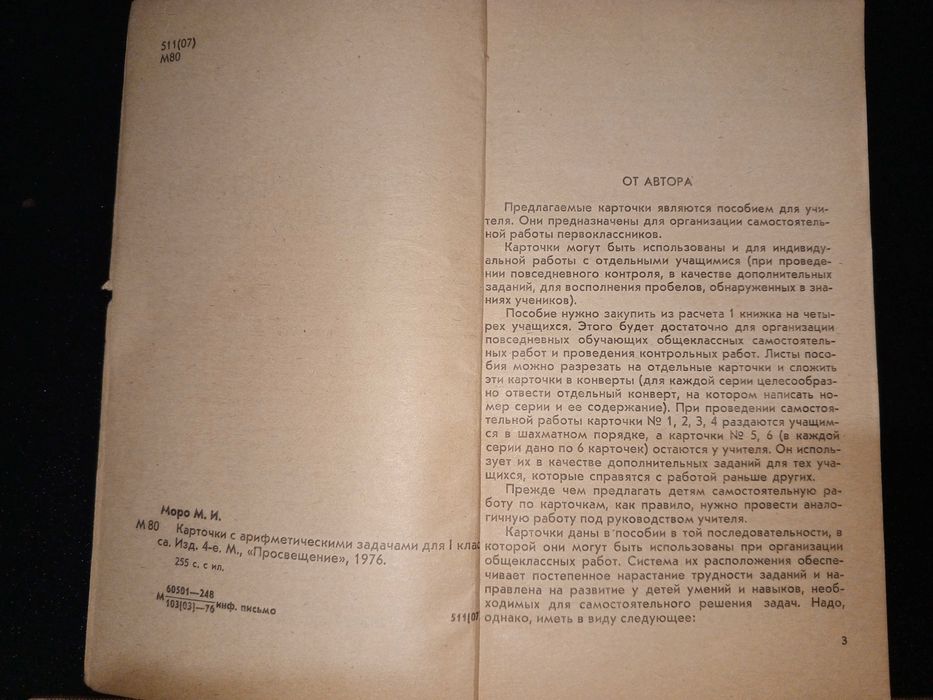 511(07)
М80
Моро М. И.
М 80 Карточки с арифметическими задачами для I клас
са. Изд. 4-е. М., «Просвещение», 1976.
255 с. с ил.
М 60501—248
103(03)—76 инф. письмо
511(07
ОТ АВТОРА
Предлагаемые карточки являются пособием для учи-
теля. Они предназначены для организации самостоятель-
ной работы первоклассников.
Карточки могут быть использованы и для индивиду-
альной работы с отдельными учащимися (при проведе-
нии повседневного контроля, в качестве дополнительных
заданий, для восполнения пробелов, обнаруженных в зна-
ниях учеников).
Пособие нужно закупить из расчета 1 книжка на четы-
рех учащихся. Этого будет достаточно для организации
повседневных обучающих общеклассных самостоятель-
ных работ и проведения контрольных работ. Листы посо-
бия можно разрезать на отдельные карточки и сложить
эти карточки в конверты (для каждой серии целесообраз-
но отвести отдельный конверт, на котором написать но-
мер серии и ее содержание). При проведении самостоя-
тельной работы карточки № 1, 2, 3, 4 раздаются учащим-
ся в шахматном порядке, а карточки № 5, 6 (в каждой
серии дано по 6 карточек) остаются у учителя. Он исполь-
зует их в качестве дополнительных заданий для тех уча-
щихся, которые справятся с работой раньше других.
Прежде чем предлагать детям самостоятельную ра-
боту по карточкам, как правило, нужно провести анало-
гичную работу под руководством учителя.
Карточки даны в пособии в той последовательности, в
которой они могут быть использованы при организации
общеклассных работ. Система их расположения обеспе-
чивает постепенное нарастание трудности заданий и на-
правлена на развитие у детей умений и навыков, необ-
ходимых для самостоятельного решения задач. Надо,
однако, иметь в виду следующее:
3